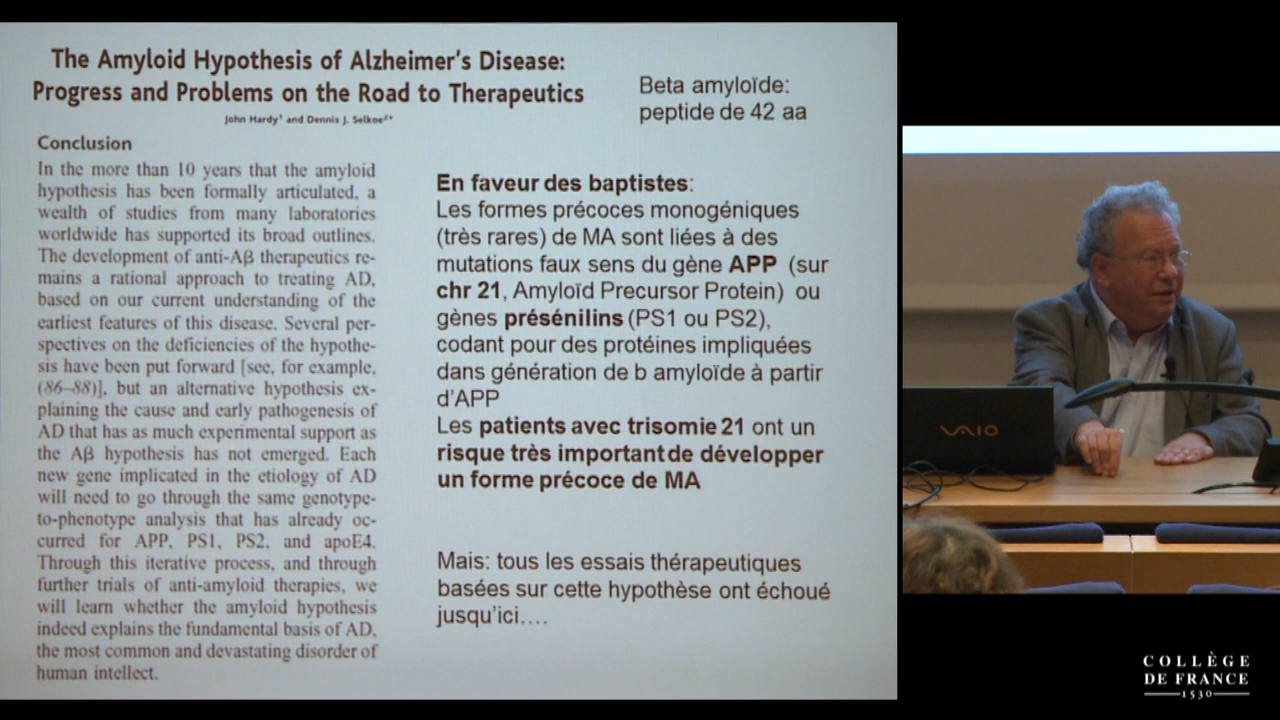 The Amyloid Hypothesis of Alzheimer's Disease:
Progress and Problems on the Road to Therapeutics
John Hardy¹ and Dennis J. Selkoe²*
Conclusion
In the more than 10 years that the amyloid
hypothesis has been formally articulated, a
wealth of studies from many laboratories
worldwide has supported its broad outlines.
The development of anti-Aβ therapeutics re-
mains a rational approach to treating AD,
based on our current understanding of the
earliest features of this disease. Several per-
spectives on the deficiencies of the hypothe-
sis have been put forward [see, for example,
(86–88)], but an alternative hypothesis ex-
plaining the cause and early pathogenesis of
AD that has as much experimental support as
the Aβ hypothesis has not emerged. Each
new gene implicated in the etiology of AD
will need to go through the same genotype-
to-phenotype analysis that has already oc-
curred for APP, PS1, PS2, and apoE4.
Through this iterative process, and through
further trials of anti-amyloid therapies, we
will learn whether the amyloid hypothesis
indeed explains the fundamental basis of AD,
the most common and devastating disorder of
human intellect.
Beta amyloïde:
peptide de 42 aa
En faveur des baptistes:
Les formes précoces monogéniques
(très rares) de MA sont liées à des
mutations faux sens du gène APP (sur
chr 21, Amyloïd Precursor Protein) ou
gènes présénilins (PS1 ou PS2),
codant pour des protéines impliquées
dans génération de b amyloïde à partir
d'APP
Les patients avec trisomie 21 ont un
risque très important de développer
un forme précoce de MA
Mais: tous les essais thérapeutiques
basées sur cette hypothèse ont échoué
jusqu'ici….
VAIO
COLLÈGE
DE FRANCE
1530